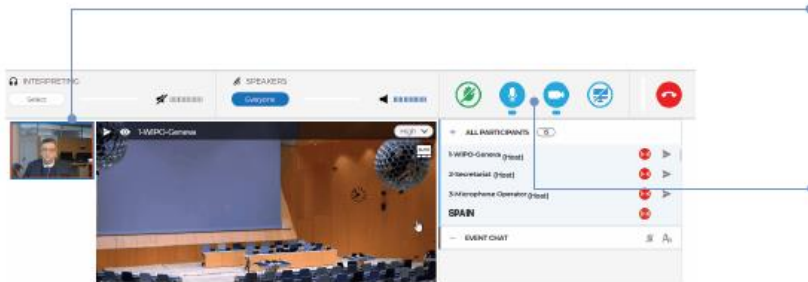 INTERPRETING
Select
SPEAKERS
Everyone
1-WIPO-Geneva
High
ALL PARTICIPANTS
1-WIPO-Geneva (Host)
2-Secretariat (Host)
3-Microphone Operator (Host)
SPAIN
EVENT CHAT